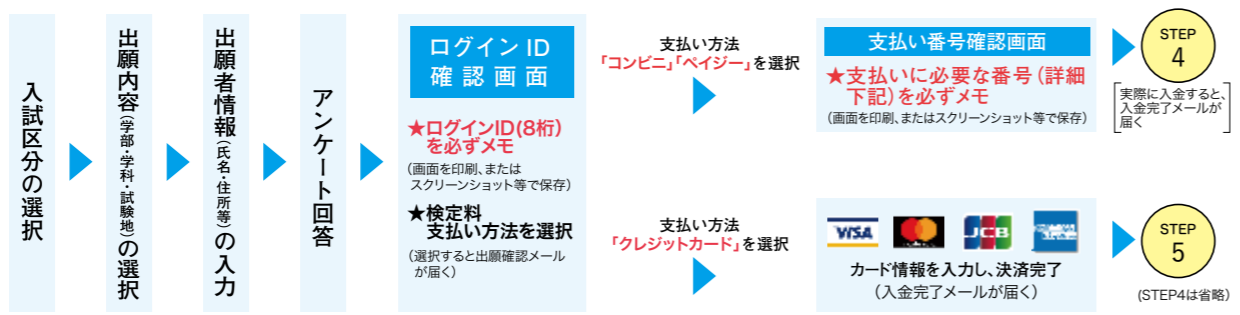 入試区分の選択
出願内容(学部・学科・試験地)の選択
出願者情報(氏名・住所等)の入力
アンケート回答
ログイン ID
確認画面
★ログインID(8桁)
を必ずメモ
(画面を印刷、または
スクリーンショット等で保存)
★検定料
支払い方法を選択
(選択すると出願確認メール
が届く)
支払い方法
「コンビニ」「ペイジー」を選択
支払い番号確認画面
★支払いに必要な番号(詳細
下記)を必ずメモ
(画面を印刷、またはスクリーンショット等で保存)
STEP
4
実際に入金すると、
入金完了メールが
届く
支払い方法
「クレジットカード」を選択
VISA
MasterCard
JCB
AMERICAN EXPRESS
カード情報を入力し、決済完了
(入金完了メールが届く)
STEP
5
(STEP4は省略)